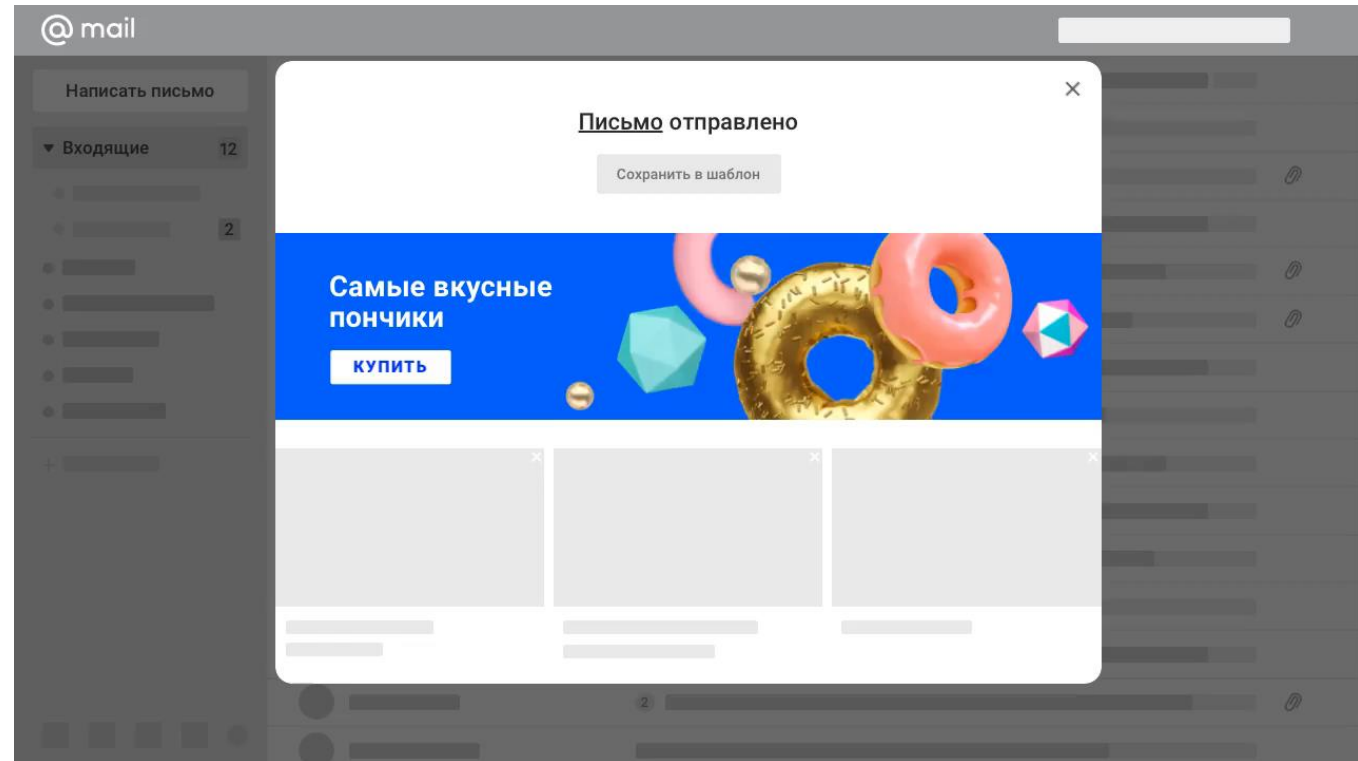 @ mail
Написать письмо
Входящие 12
2
Письмо отправлено
Сохранить в шаблон
Самые вкусные
пончики
КУПИТЬ
2